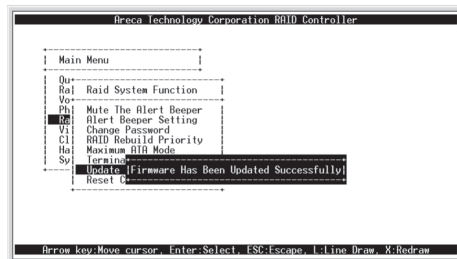 Areca Technology Corporation RAID Controller
Main Menu
Qu
Ra Raid System Function
Vo
Ph Mute The Alert Beeper
Ra Alert Beeper Setting
Vi Change Password
Cl RAID Rebuild Priority
Ha Maximum ATA Mode
Sy Termina
Update Firmware Has Been Updated Successfully
Reset C
Arrow key:Move cursor, Enter:Select, ESC:Escape, L:Line Draw, X:Redraw